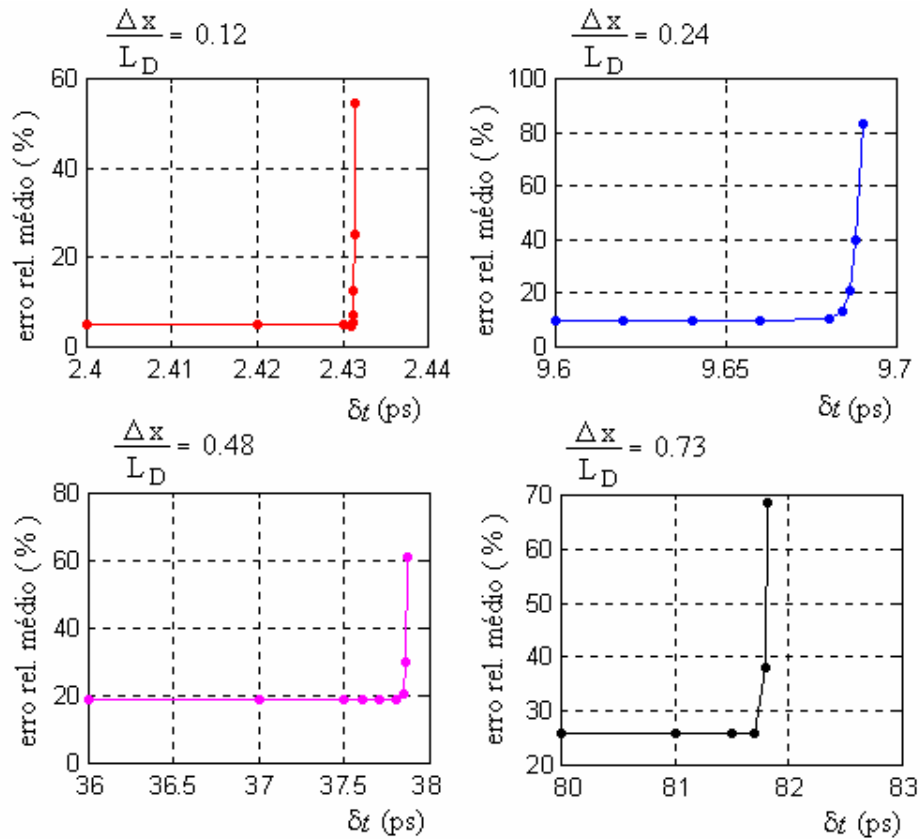 Δx
L D = 0.12
erro rel. médio ( % )
60
40
20
0
2.4 2.41 2.42 2.43 2.44
δt (ps)
Δx
L D = 0.24
erro rel. médio ( % )
100
80
60
40
20
0
9.6 9.65 9.7
δt (ps)
Δx
L D = 0.48
erro rel. médio ( % )
80
60
40
20
0
36 36.5 37 37.5 38
δt (ps)
Δx
L D = 0.73
erro rel. médio ( % )
70
60
50
40
30
20
80 81 82 83
δt (ps)